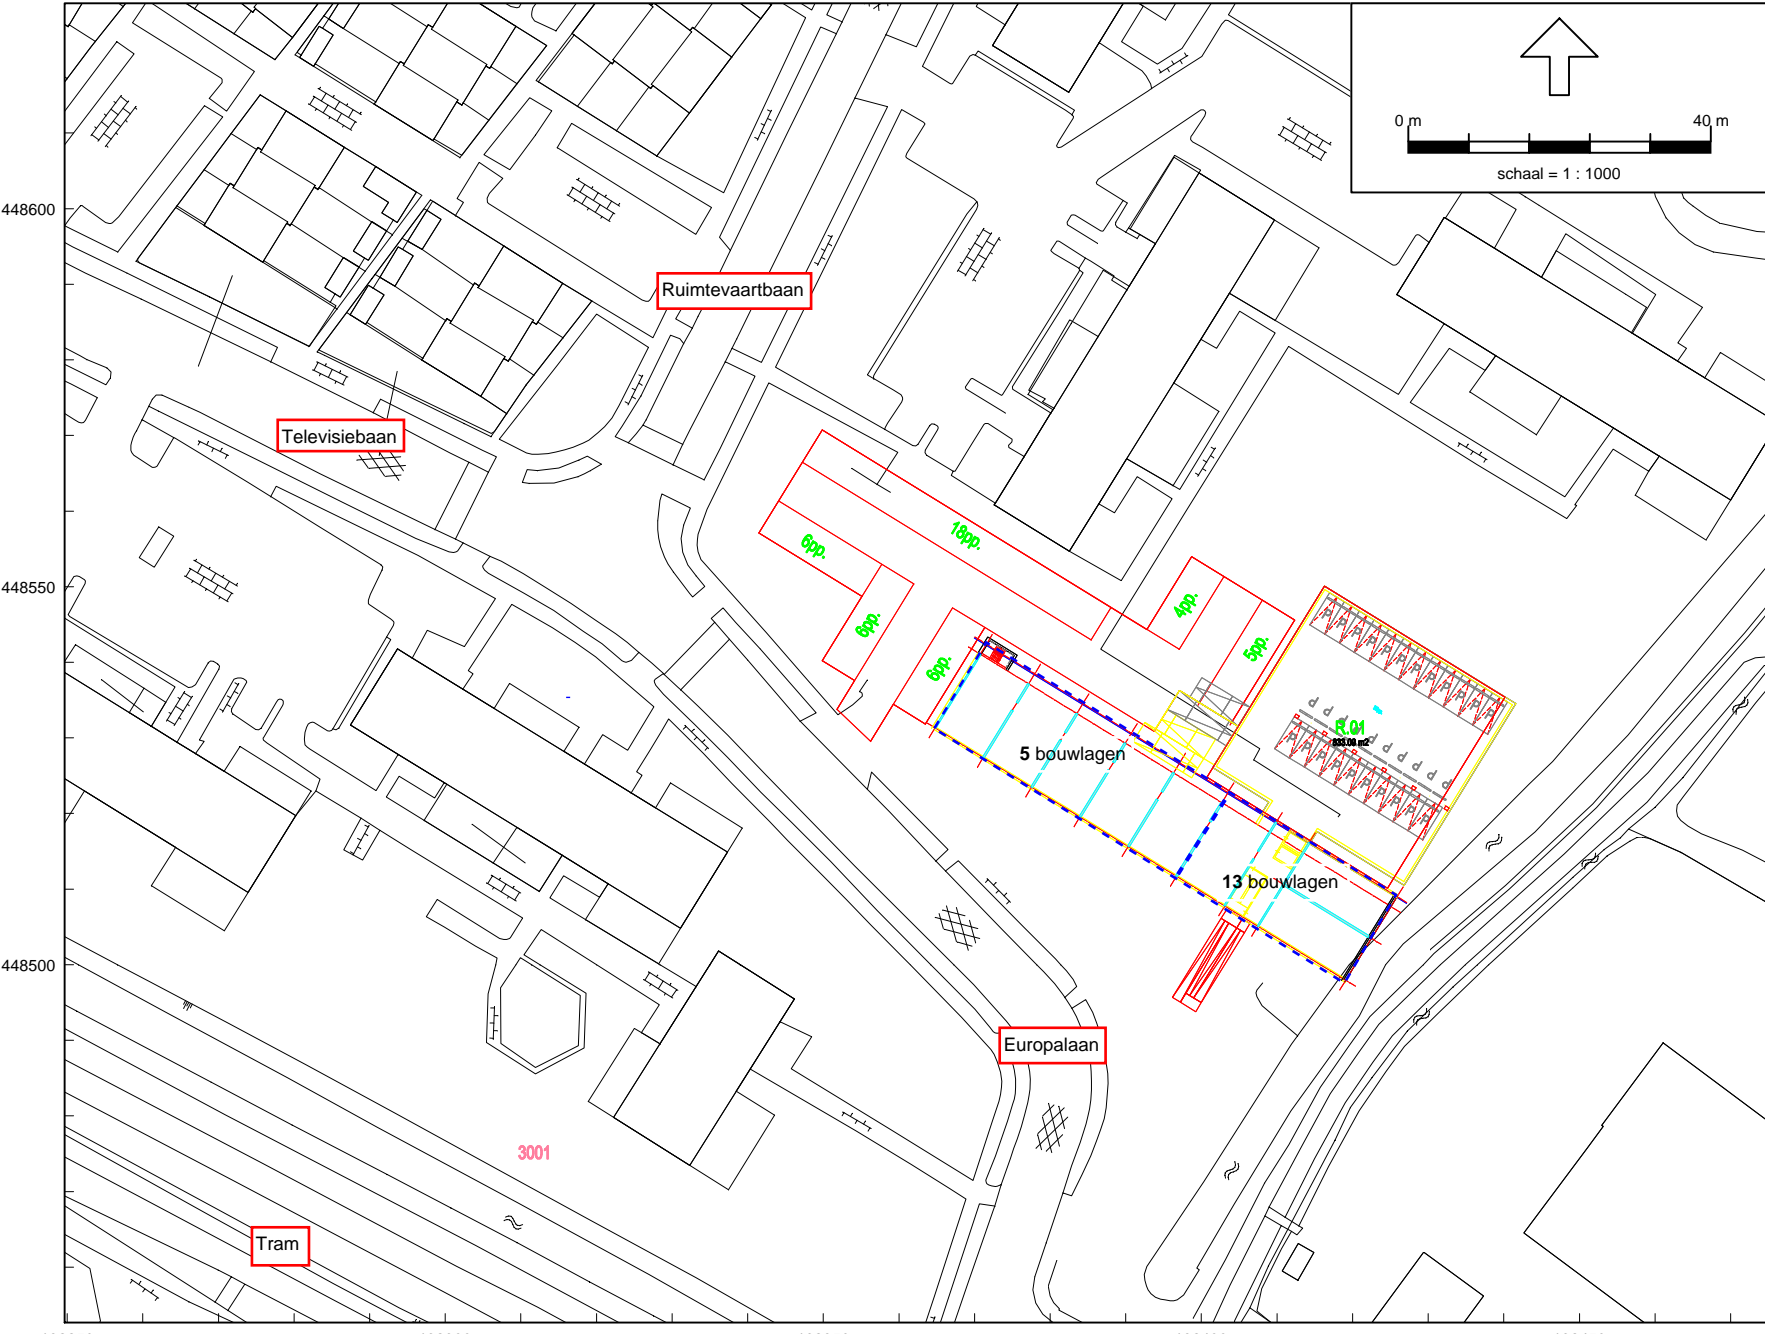 0 m
40 m
schaal = 1 : 1000
448600
Ruimtevaartbaan
Televisiebaan
18pp.
6pp.
448550
4pp.
6pp.
5pp.
6pp.
R.01
5 bouwlagen
13 bouwlagen
448500
Europalaan
3001
Tram